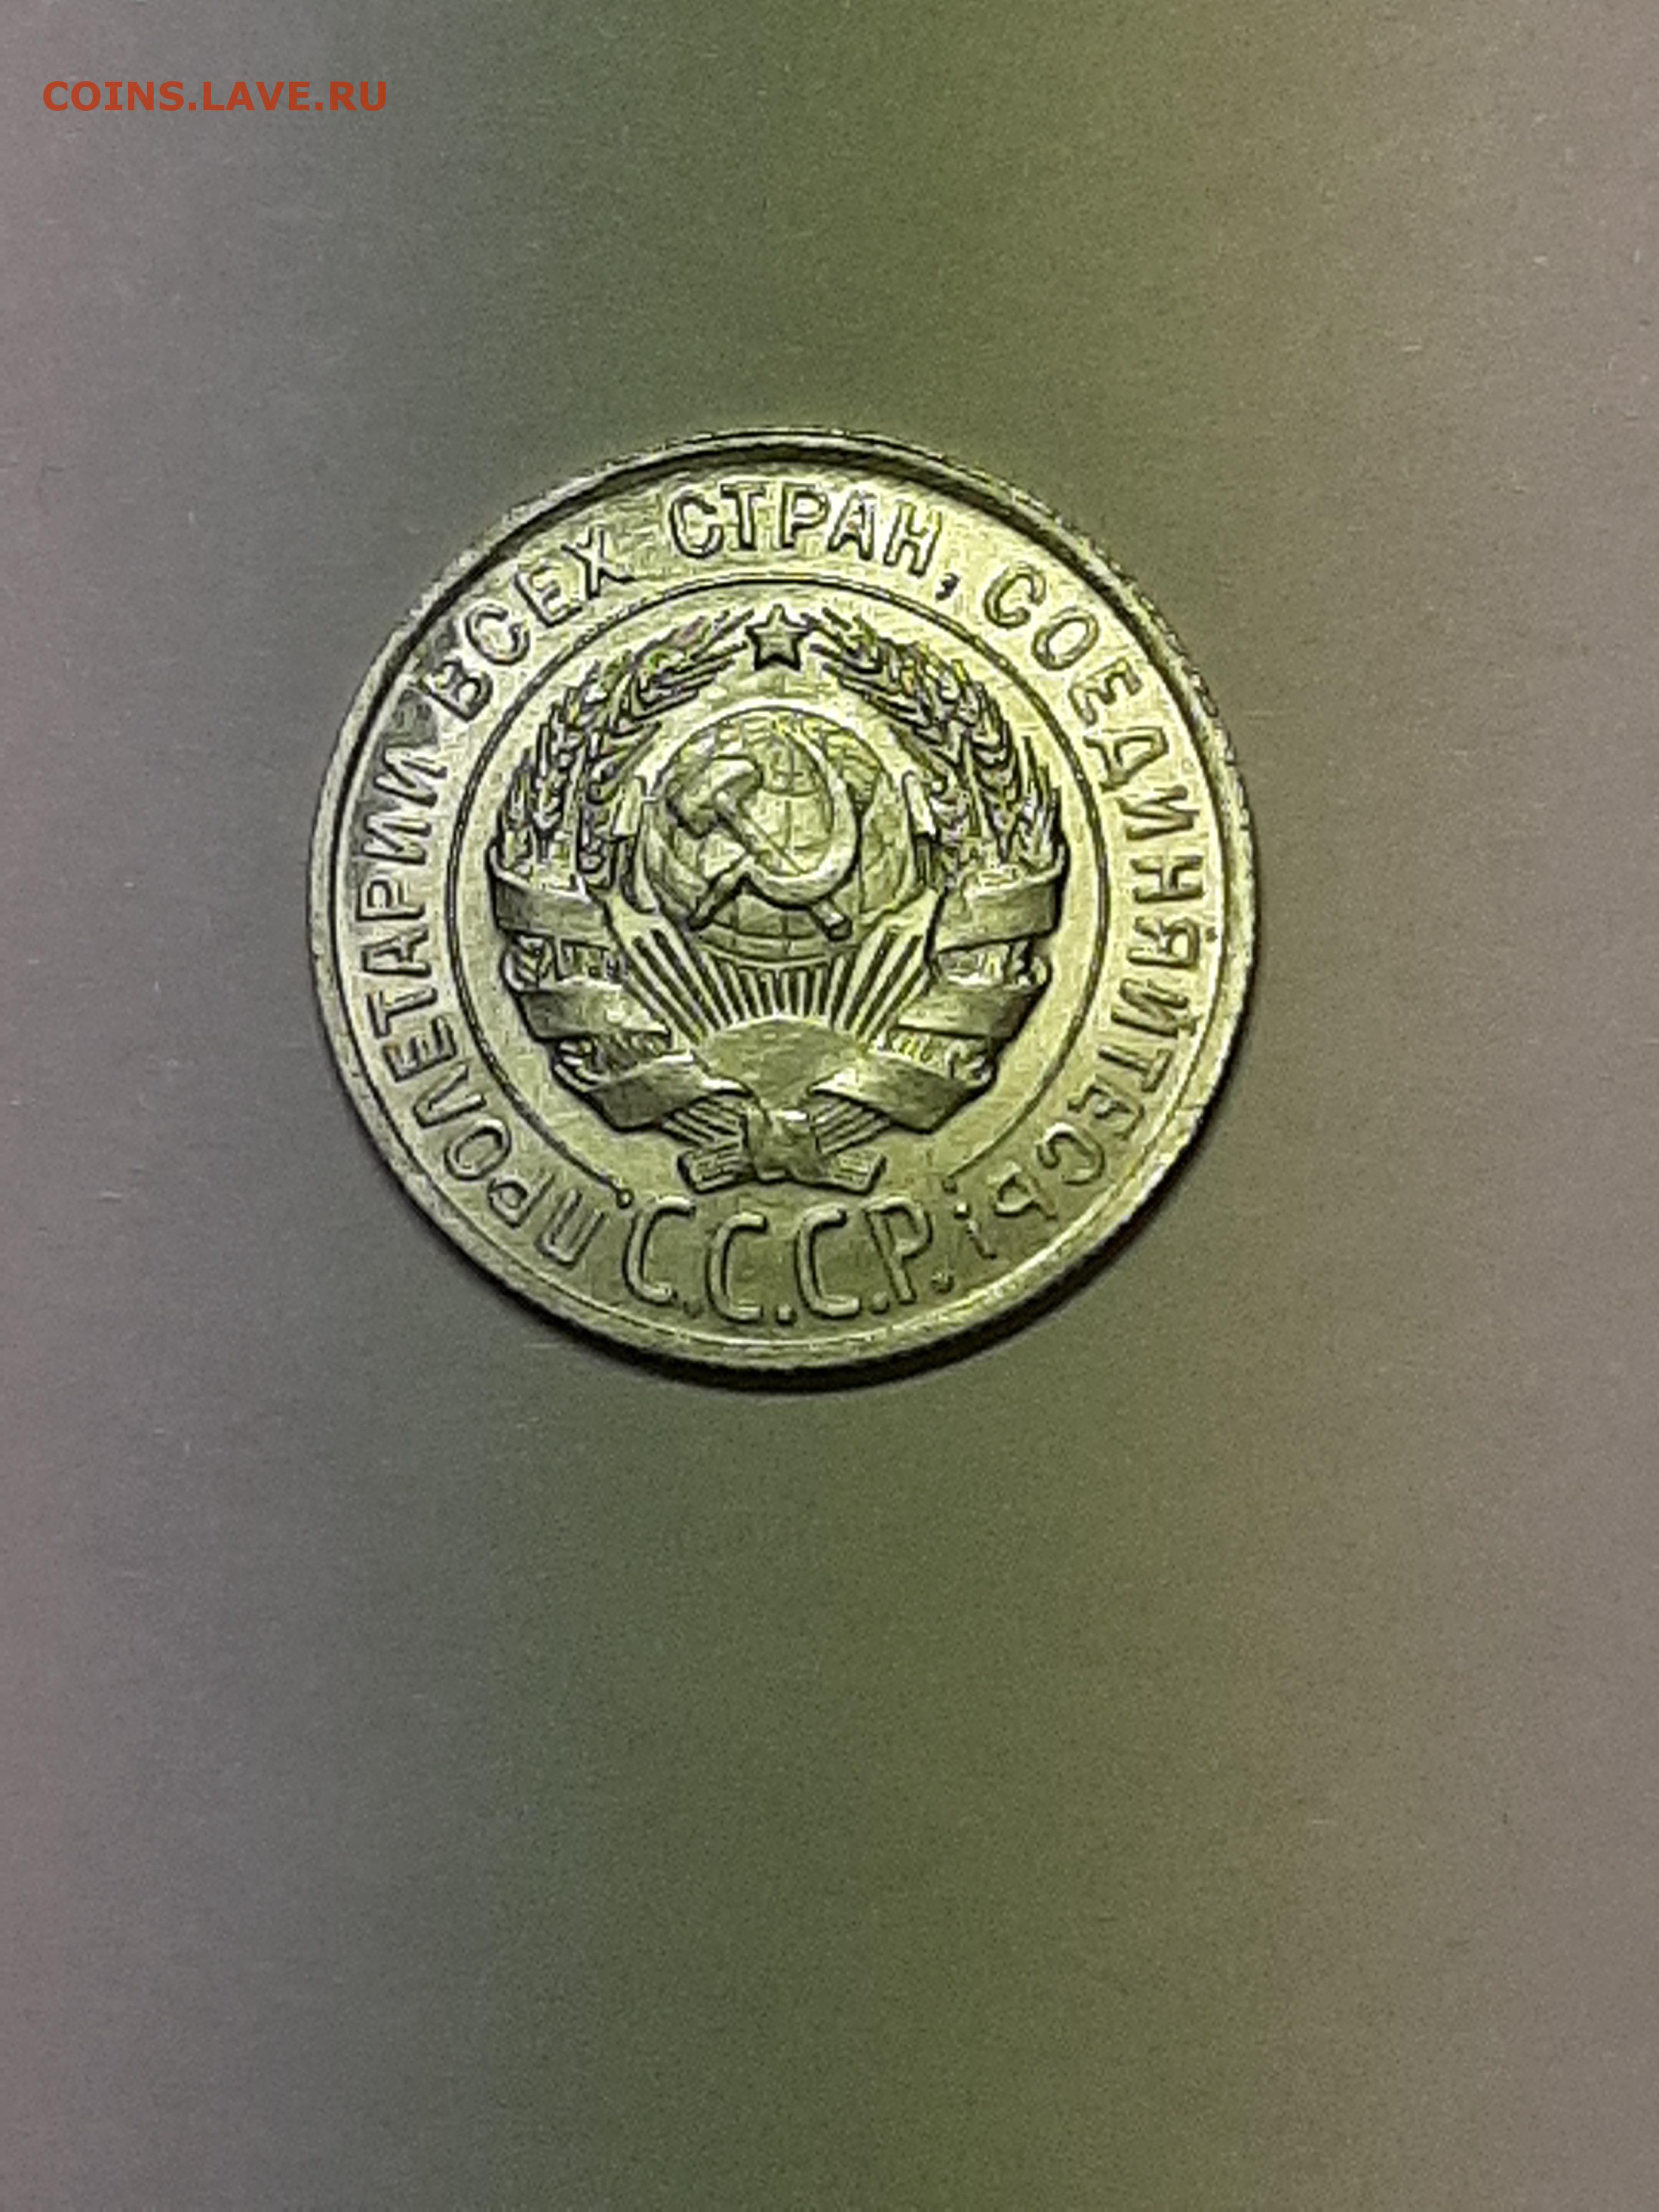 COINS.LAVE.RU
ПРОЛЕТАРИИ ВСЕХ СТРАН, СОЕДИНЯЙТЕСЬ!
С.С.С.Р.